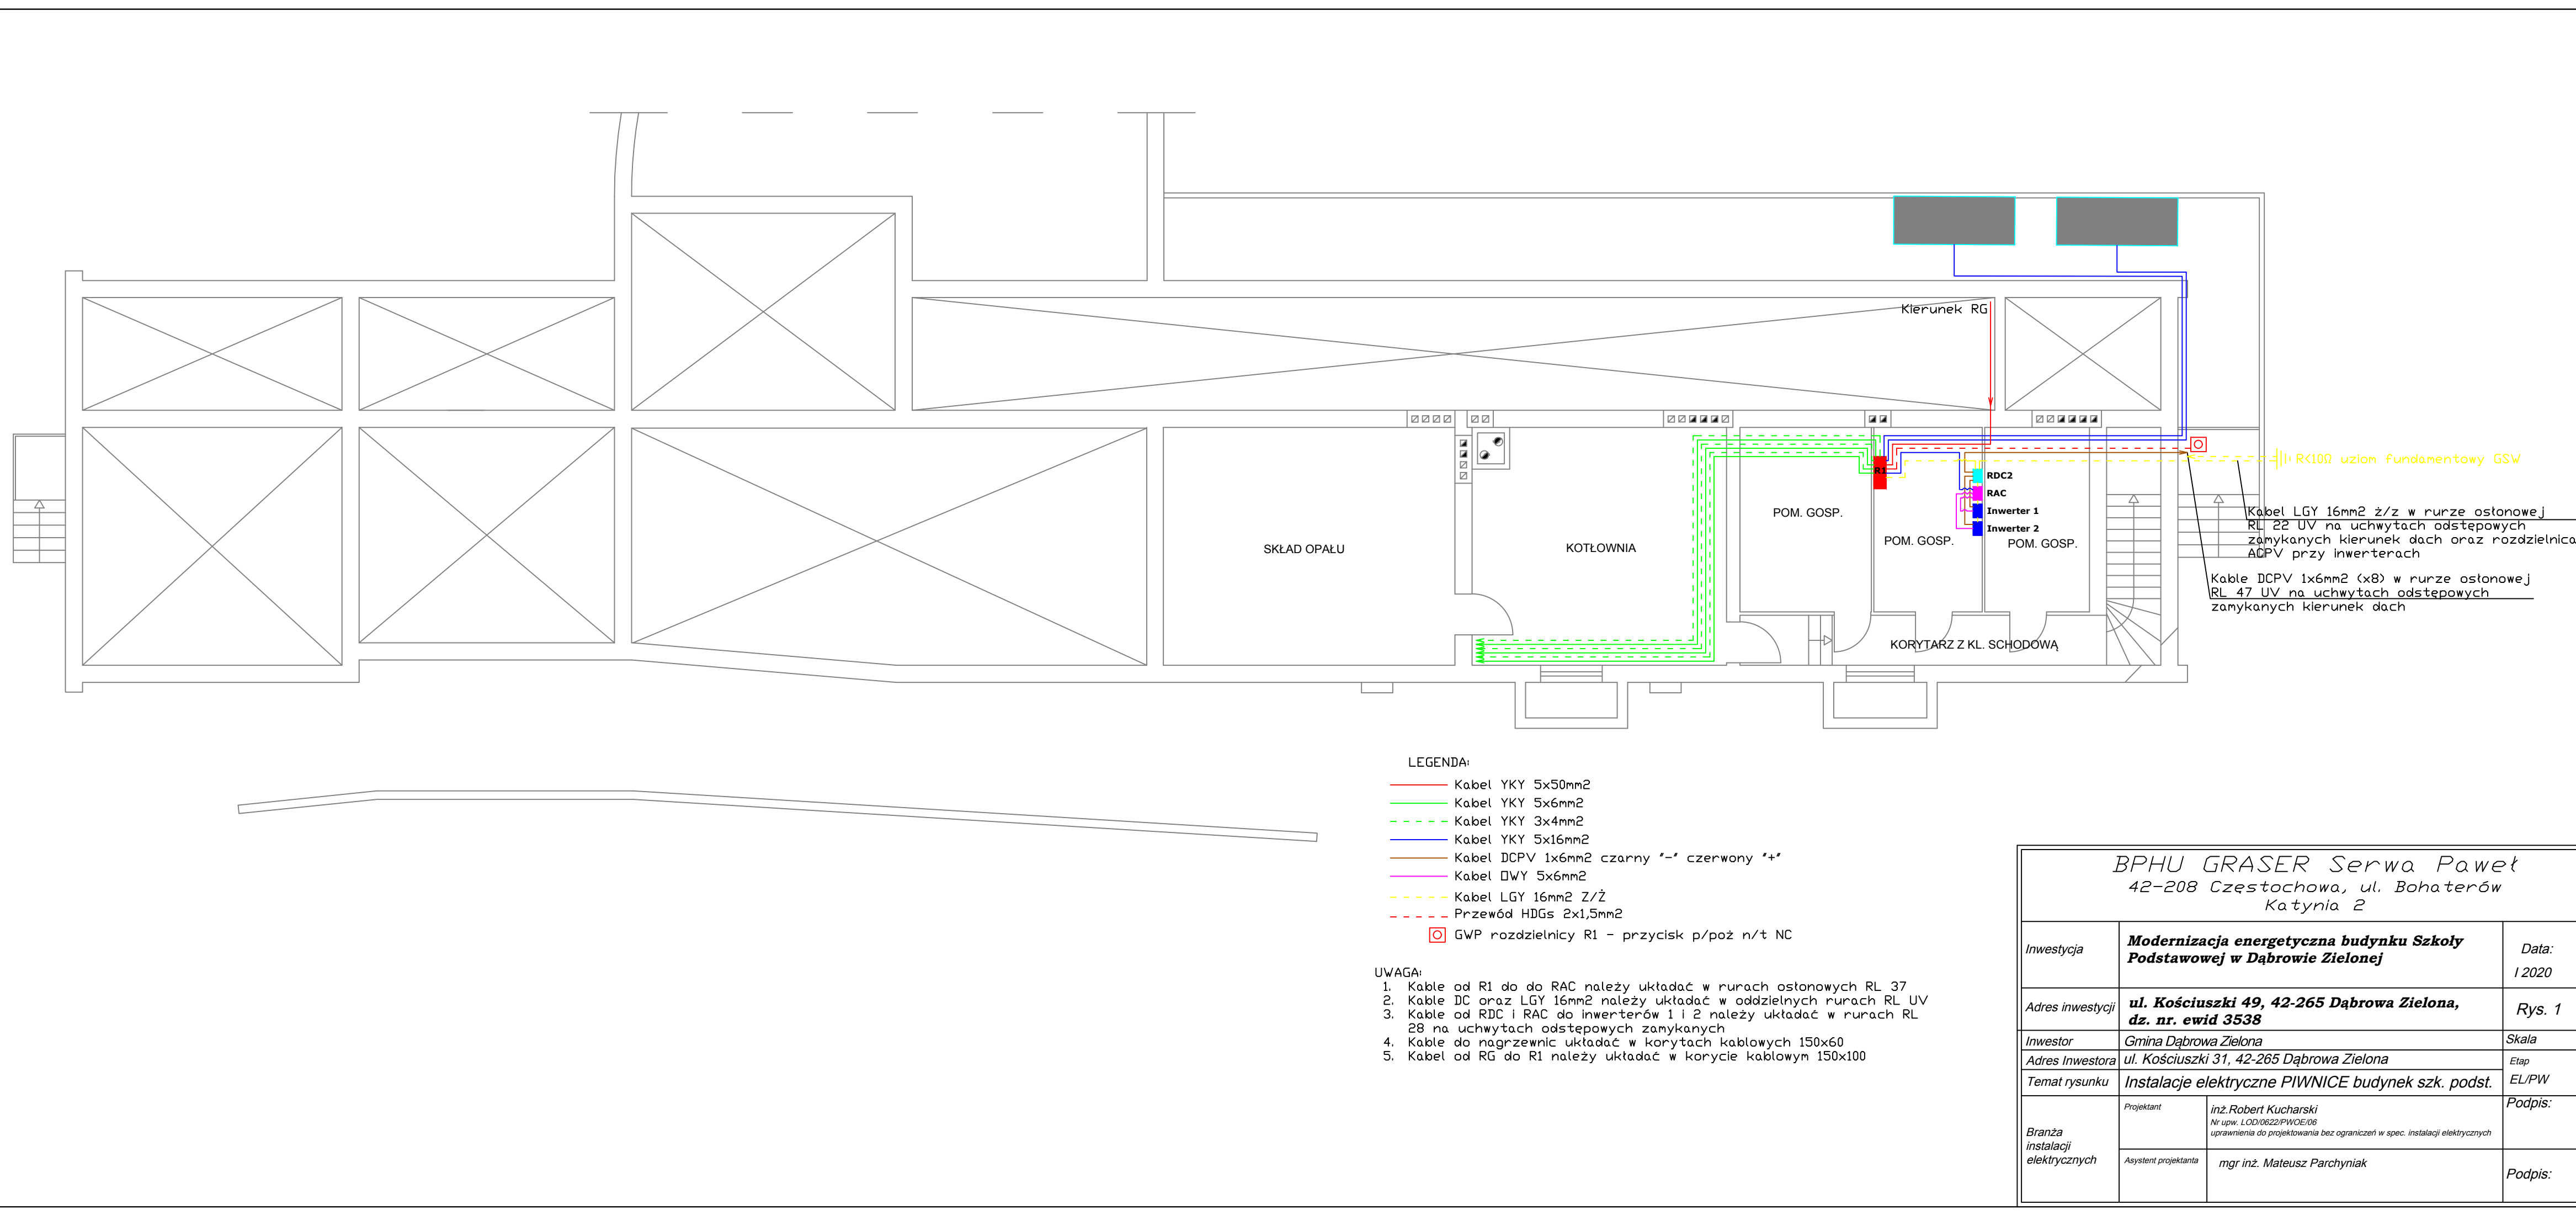 Kierunek RG
R<10Ω uziom fundamentowy GSW
R1
RDC2
RAC
Inwerter 1
Inwerter 2
POM. GOSP.
POM. GOSP.
POM. GOSP.
SKŁAD OPAŁU
KOTŁOWNIA
KORYTARZ Z KL. SCHODOWĄ
Kabel LGY 16mm2 ż/z w rurze osłonowej
RL 22 UV na uchwytach odstępowych
zamykanych kierunek dach oraz rozdzielnica
ACPV przy inwerterach
Kable DCPV 1x6mm2 (x8) w rurze osłonowej
RL 47 UV na uchwytach odstępowych
zamykanych kierunek dach
LEGENDA:
Kabel YKY 5x50mm2
Kabel YKY 5x6mm2
Kabel YKY 3x4mm2
Kabel YKY 5x16mm2
Kabel DCPV 1x6mm2 czarny "-" czerwony "+"
Kabel OWY 5x6mm2
Kabel LGY 16mm2 Z/Ż
Przewód HDGs 2x1,5mm2
GWP rozdzielnicy R1 - przycisk p/poż n/t NC
UWAGA:
1. Kable od R1 do do RAC należy układać w rurach osłonowych RL 37
2. Kable DC oraz LGY 16mm2 należy układać w oddzielnych rurach RL UV
3. Kable od RDC i RAC do inwerterów 1 i 2 należy układać w rurach RL
28 na uchwytach odstępowych zamykanych
4. Kable do nagrzewnic układać w korytach kablowych 150x60
5. Kabel od RG do R1 należy układać w korycie kablowym 150x100
BPHU GRASER Serwa Paweł
42-208 Częstochowa, ul. Bohaterów
Katynia 2
Inwestycja
Modernizacja energetyczna budynku Szkoły
Podstawowej w Dąbrowie Zielonej
Data:
I 2020
Adres inwestycji
ul. Kościuszki 49, 42-265 Dąbrowa Zielona,
dz. nr. ewid 3538
Rys. 1
Inwestor
Gmina Dąbrowa Zielona
Skala
Adres Inwestora
ul. Kościuszki 31, 42-265 Dąbrowa Zielona
Etap
Temat rysunku
Instalacje elektryczne PIWNICE budynek szk. podst.
EL/PW
Branża
instalacji
elektrycznych
Projektant
inż.Robert Kucharski
Nr upw. LOD/0622/PWOE/06
uprawnienia do projektowania bez ograniczeń w spec. instalacji elektrycznych
Podpis:
Asystent projektanta
mgr inż. Mateusz Parchyniak
Podpis: